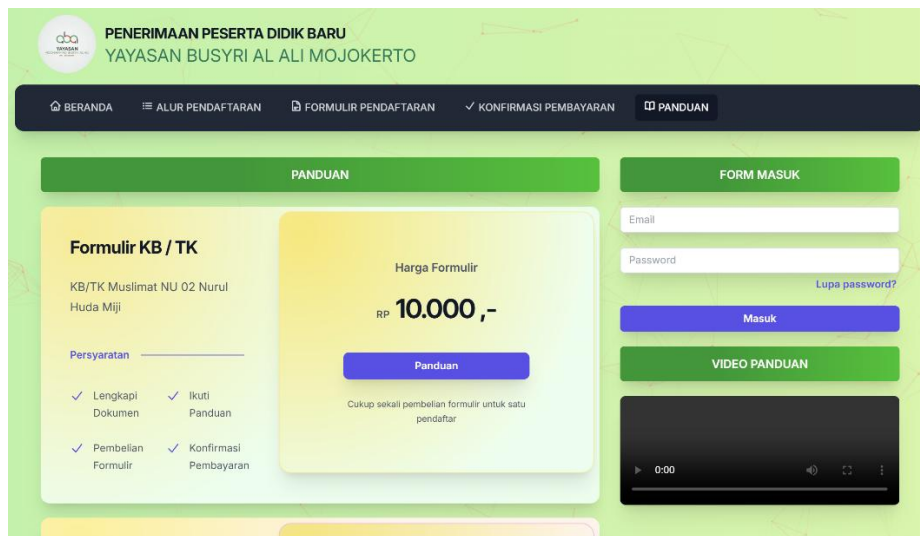 aba
YAYASAN
PENERIMAAN PESERTA DIDIK BARU
YAYASAN BUSYRI AL ALI MOJOKERTO
BERANDA
ALUR PENDAFTARAN
FORMULIR PENDAFTARAN
KONFIRMASI PEMBAYARAN
PANDUAN
PANDUAN
Formulir KB / TK
KB/TK Muslimat NU 02 Nurul
Huda Miji
Persyaratan
Lengkapi
Dokumen
Ikuti
Panduan
Pembelian
Formulir
Konfirmasi
Pembayaran
Harga Formulir
RP 10.000 ,-
Panduan
Cukup sekali pembelian formulir untuk satu
pendaftar
FORM MASUK
Email
Password
Lupa password?
Masuk
VIDEO PANDUAN
0:00